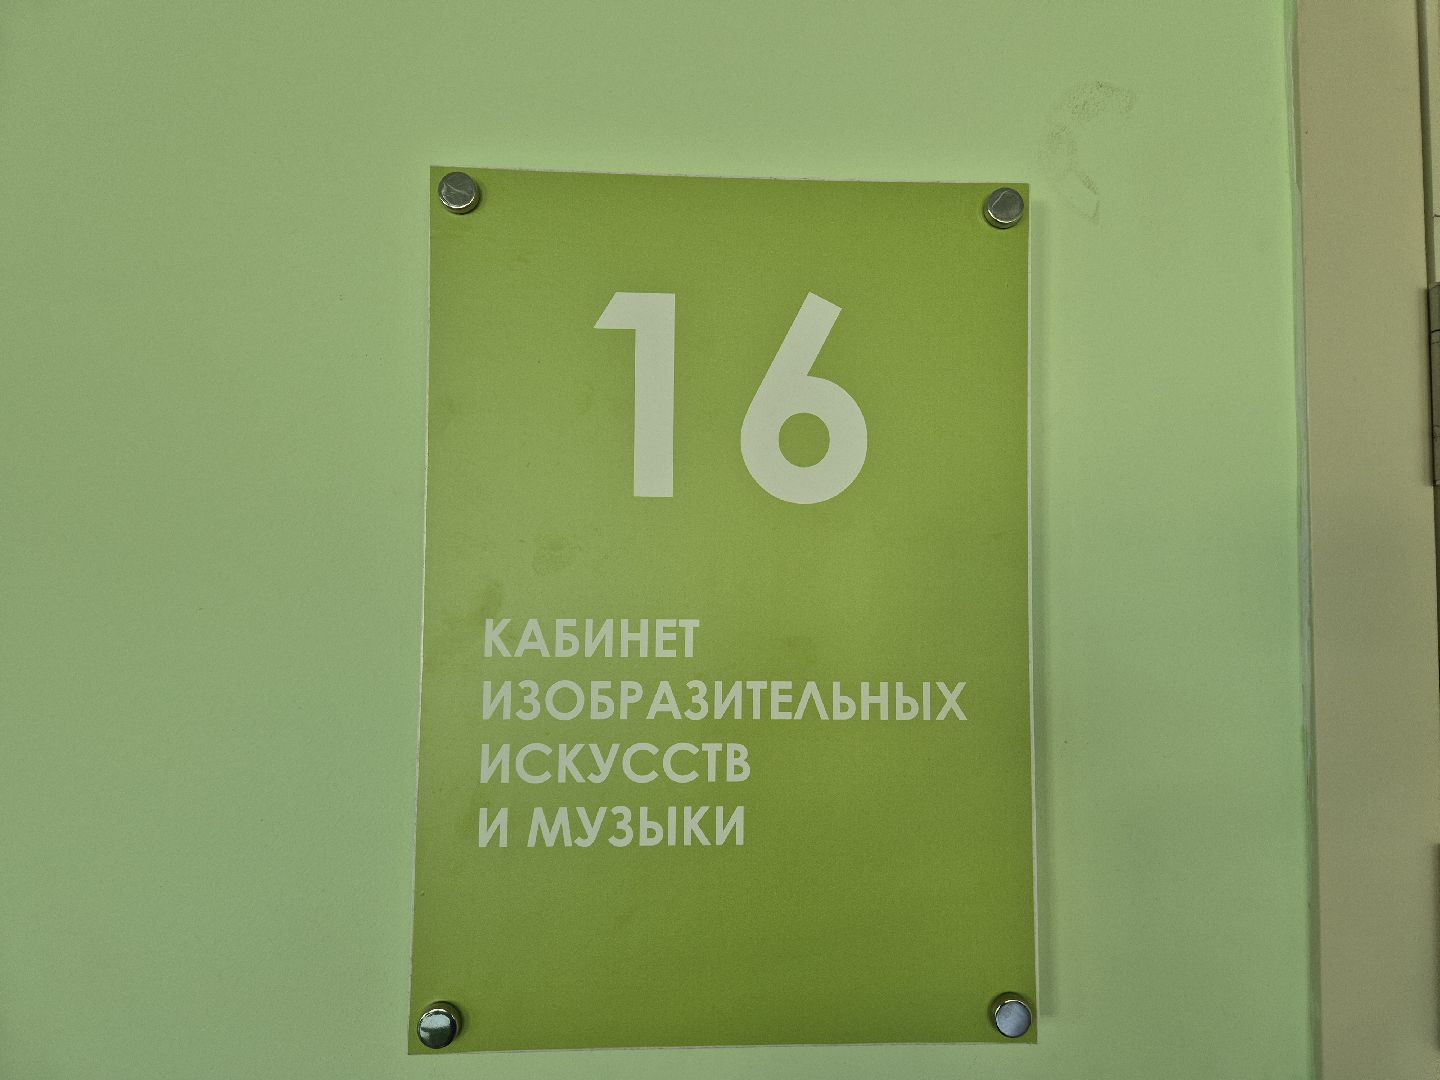 16
КАБИНЕТ
ИЗОБРАЗИТЕЛЬНЫХ
ИСКУССТВ
И МУЗЫКИ